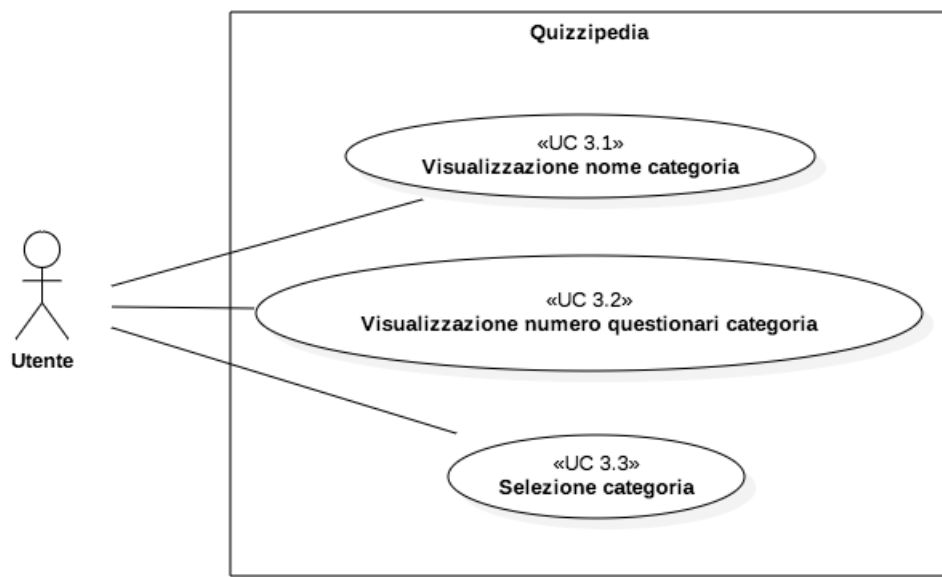 Quizzipedia
«UC 3.1»
Visualizzazione nome categoria
«UC 3.2»
Visualizzazione numero questionari categoria
Utente
«UC 3.3»
Selezione categoria